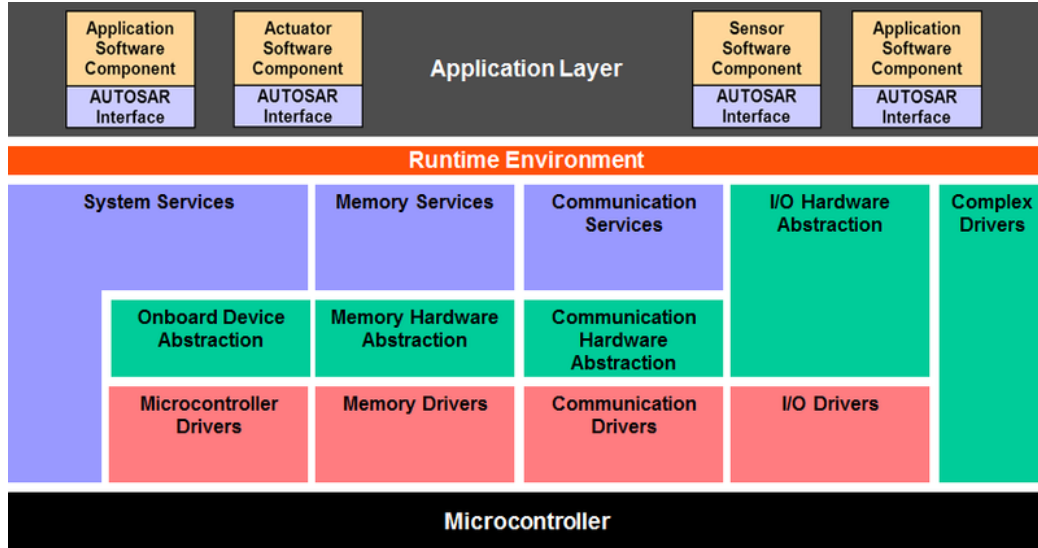 Application
Software
Component
AUTOSAR
Interface
Actuator
Software
Component
AUTOSAR
Interface
Application Layer
Sensor
Software
Component
AUTOSAR
Interface
Application
Software
Component
AUTOSAR
Interface
Runtime Environment
System Services
Memory Services
Communication
Services
I/O Hardware
Abstraction
Complex
Drivers
Onboard Device
Abstraction
Memory Hardware
Abstraction
Communication
Hardware
Abstraction
Microcontroller
Drivers
Memory Drivers
Communication
Drivers
I/O Drivers
Microcontroller